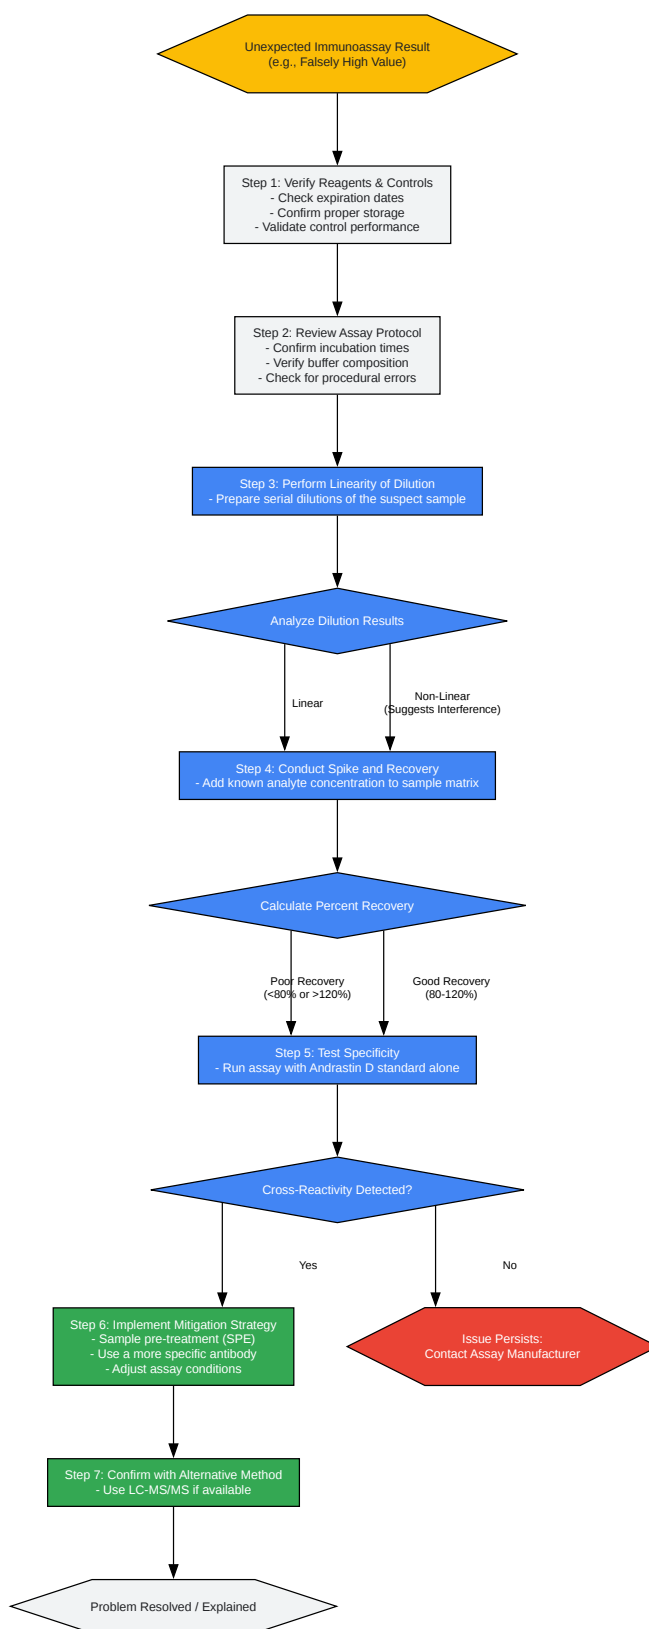 Unexpected Immunoassay Result
(e.g., Falsely High Value)
Step 1: Verify Reagents & Controls
- Check expiration dates
- Confirm proper storage
- Validate control performance
Step 2: Review Assay Protocol
- Confirm incubation times
- Verify buffer composition
- Check for procedural errors
Step 3: Perform Linearity of Dilution
- Prepare serial dilutions of the suspect sample
Analyze Dilution Results
Linear
Non-Linear
(Suggests Interference)
Step 4: Conduct Spike and Recovery
- Add known analyte concentration to sample matrix
Calculate Percent Recovery
Poor Recovery
(<80% or >120%)
Good Recovery
(80-120%)
Step 5: Test Specificity
- Run assay with Andrastin D standard alone
Cross-Reactivity Detected?
Yes
No
Step 6: Implement Mitigation Strategy
- Sample pre-treatment (SPE)
- Use a more specific antibody
- Adjust assay conditions
Issue Persists:
Contact Assay Manufacturer
Step 7: Confirm with Alternative Method
- Use LC-MS/MS if available
Problem Resolved / Explained